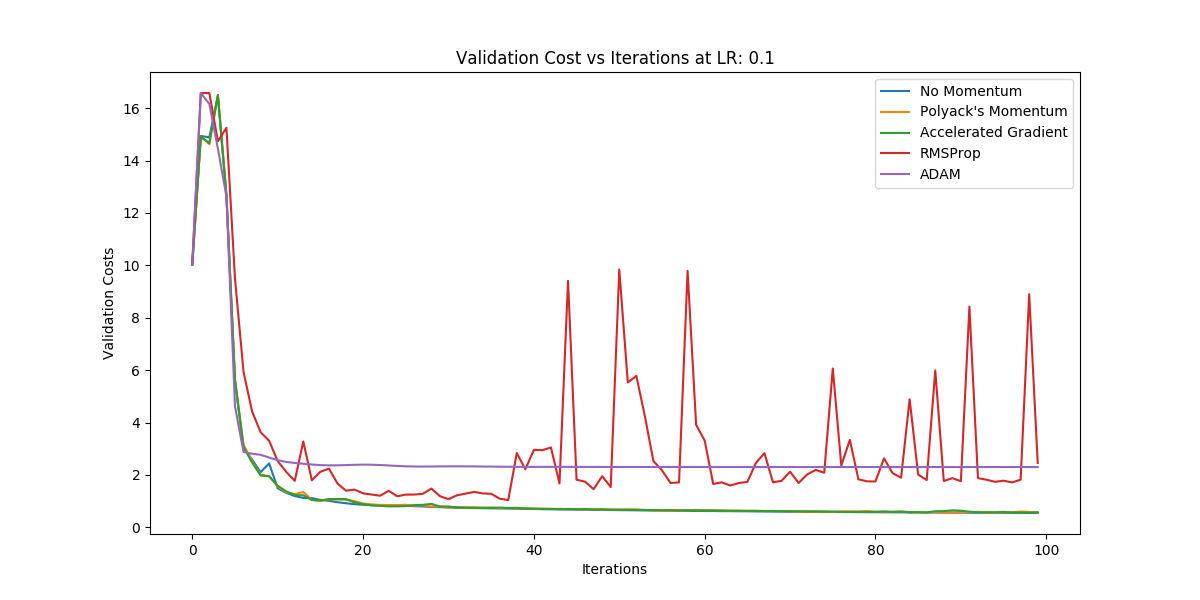 Validation Cost vs Iterations at LR: 0.1
No Momentum
Polyack's Momentum
Accelerated Gradient
RMSProp
ADAM
Validation Costs
16
14
12
10
8
6
4
2
0
0 20 40 60 80 100
Iterations